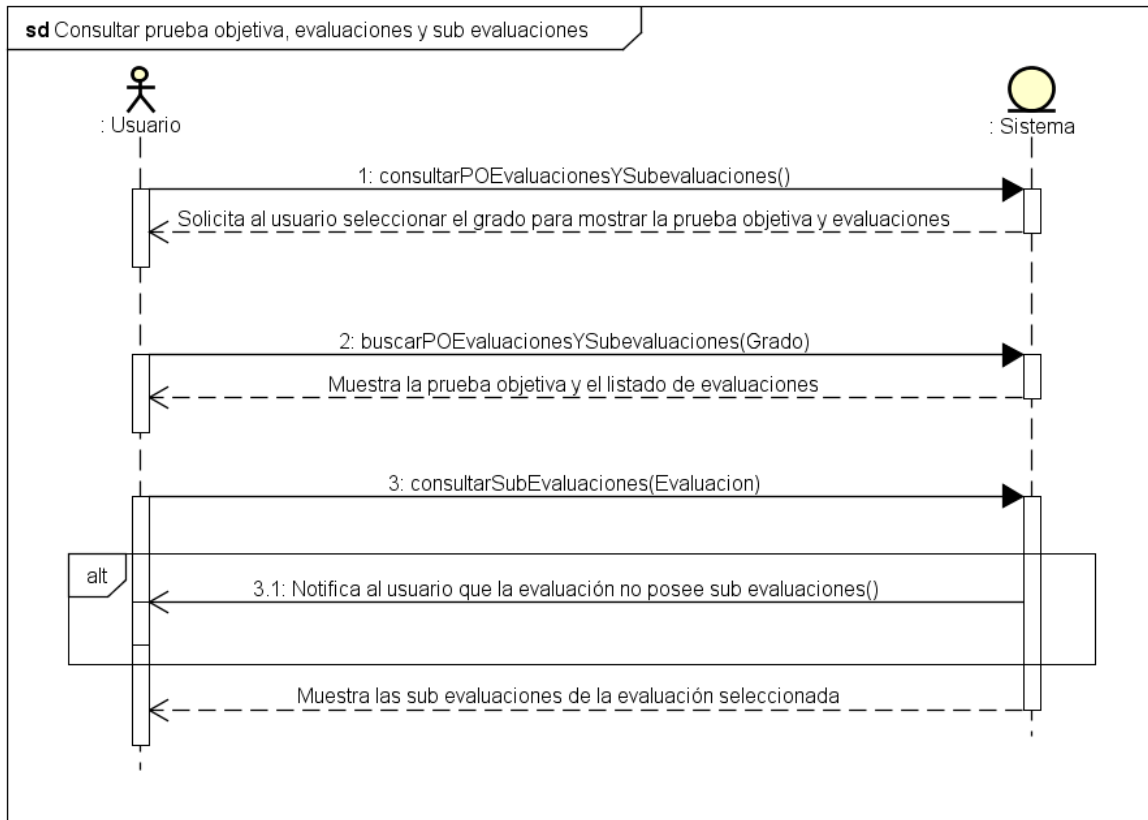 sd Consultar prueba objetiva, evaluaciones y sub evaluaciones
: Usuario
: Sistema
1: consultarPOEvaluacionesYSubevaluaciones()
Solicita al usuario seleccionar el grado para mostrar la prueba objetiva y evaluaciones
2: buscarPOEvaluacionesYSubevaluaciones(Grado)
Muestra la prueba objetiva y el listado de evaluaciones
3: consultarSubEvaluaciones(Evaluacion)
alt
3.1: Notifica al usuario que la evaluación no posee sub evaluaciones()
Muestra las sub evaluaciones de la evaluación seleccionada